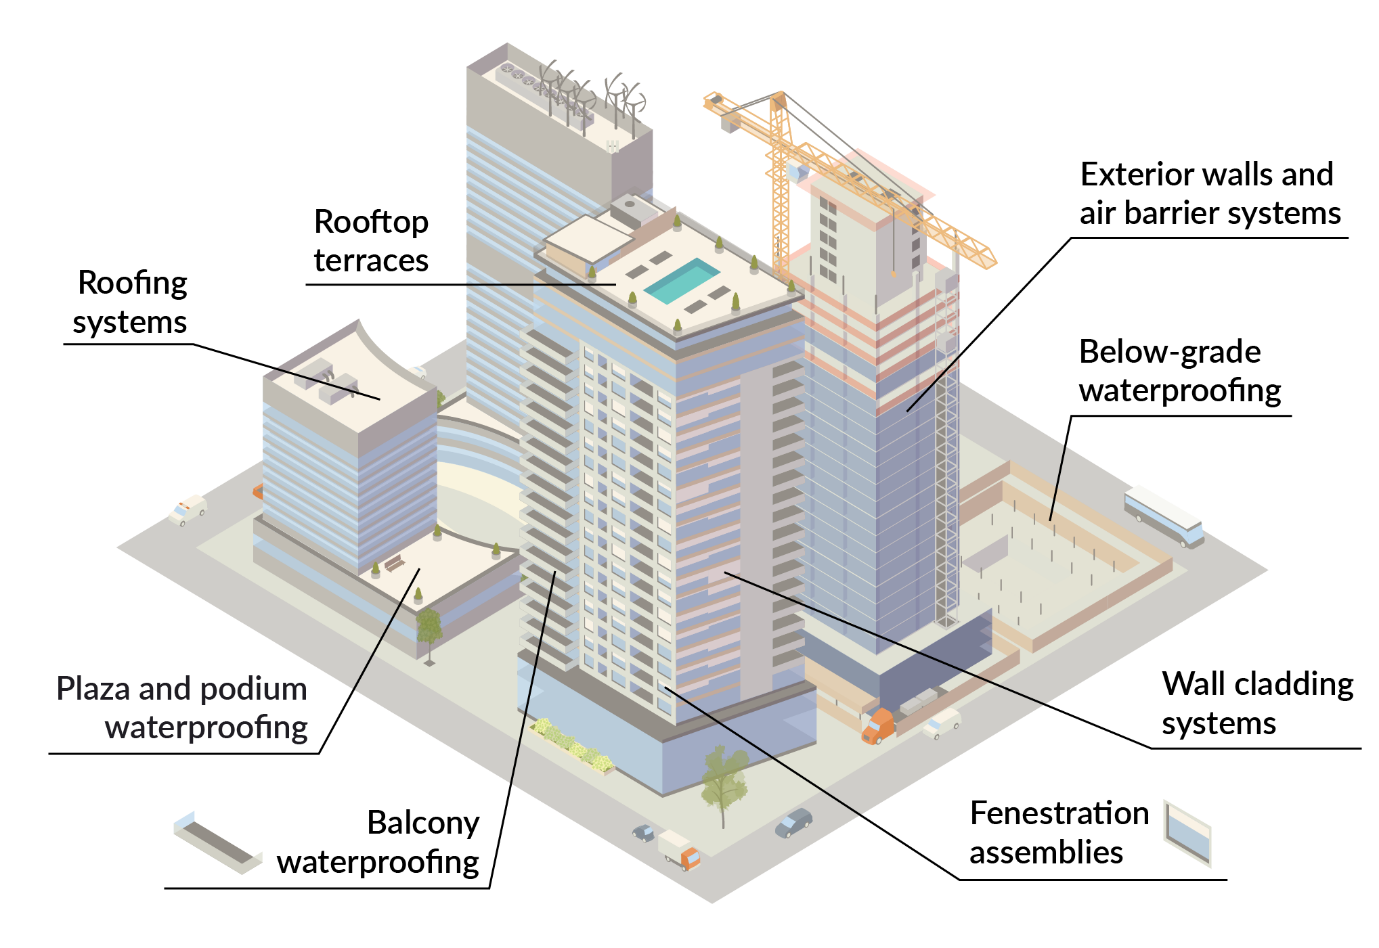 Exterior walls and
air barrier systems
Rooftop
terraces
Roofing
systems
Below-grade
waterproofing
Plaza and podium
waterproofing
Wall cladding
systems
Balcony
waterproofing
Fenestration
assemblies